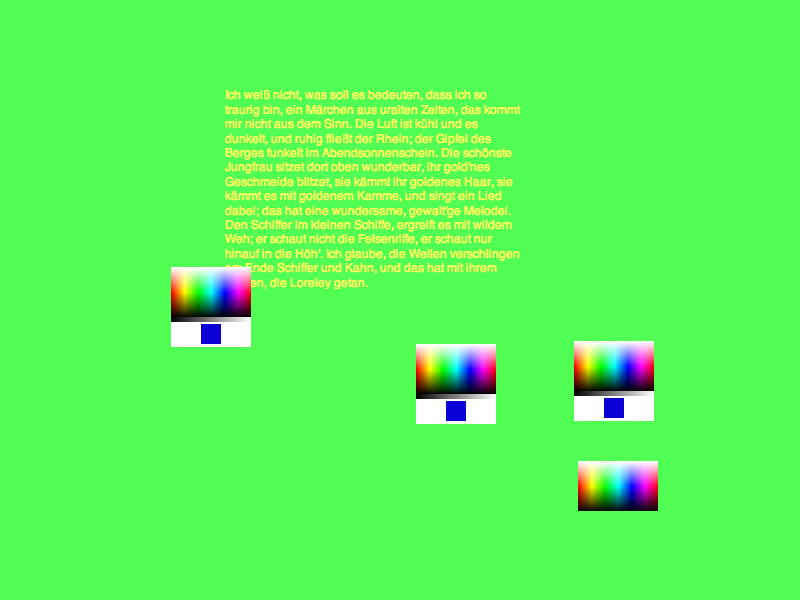 Ich weiß nicht, was soll es bedeuten, dass ich so
traurig bin, ein Märchen aus uralten Zeiten, das kommt
mir nicht aus dem Sinn. Die Luft ist kühl und es
dunkelt, und ruhig fließt der Rhein; der Gipfel des
Berges funkelt im Abendsonnenschein. Die schönste
Jungfrau sitzet dort oben wunderbar, ihr gold'nes
Geschmeide blitzet, sie kämmt ihr goldenes Haar, sie
kämmt es mit goldenem Kamme, und singt ein Lied
dabei; das hat eine wundersame, gewalt'ge Melodei.
Den Schiffer im kleinen Schiffe, ergreift es mit wildem
Weh; er schaut nicht die Felsenriffe, er schaut nur
hinauf in die Höh'. Ich glaube, die Wellen verschlingen
Ende Schiffer und Kahn, und das hat mit ihrem
die Loreley getan.